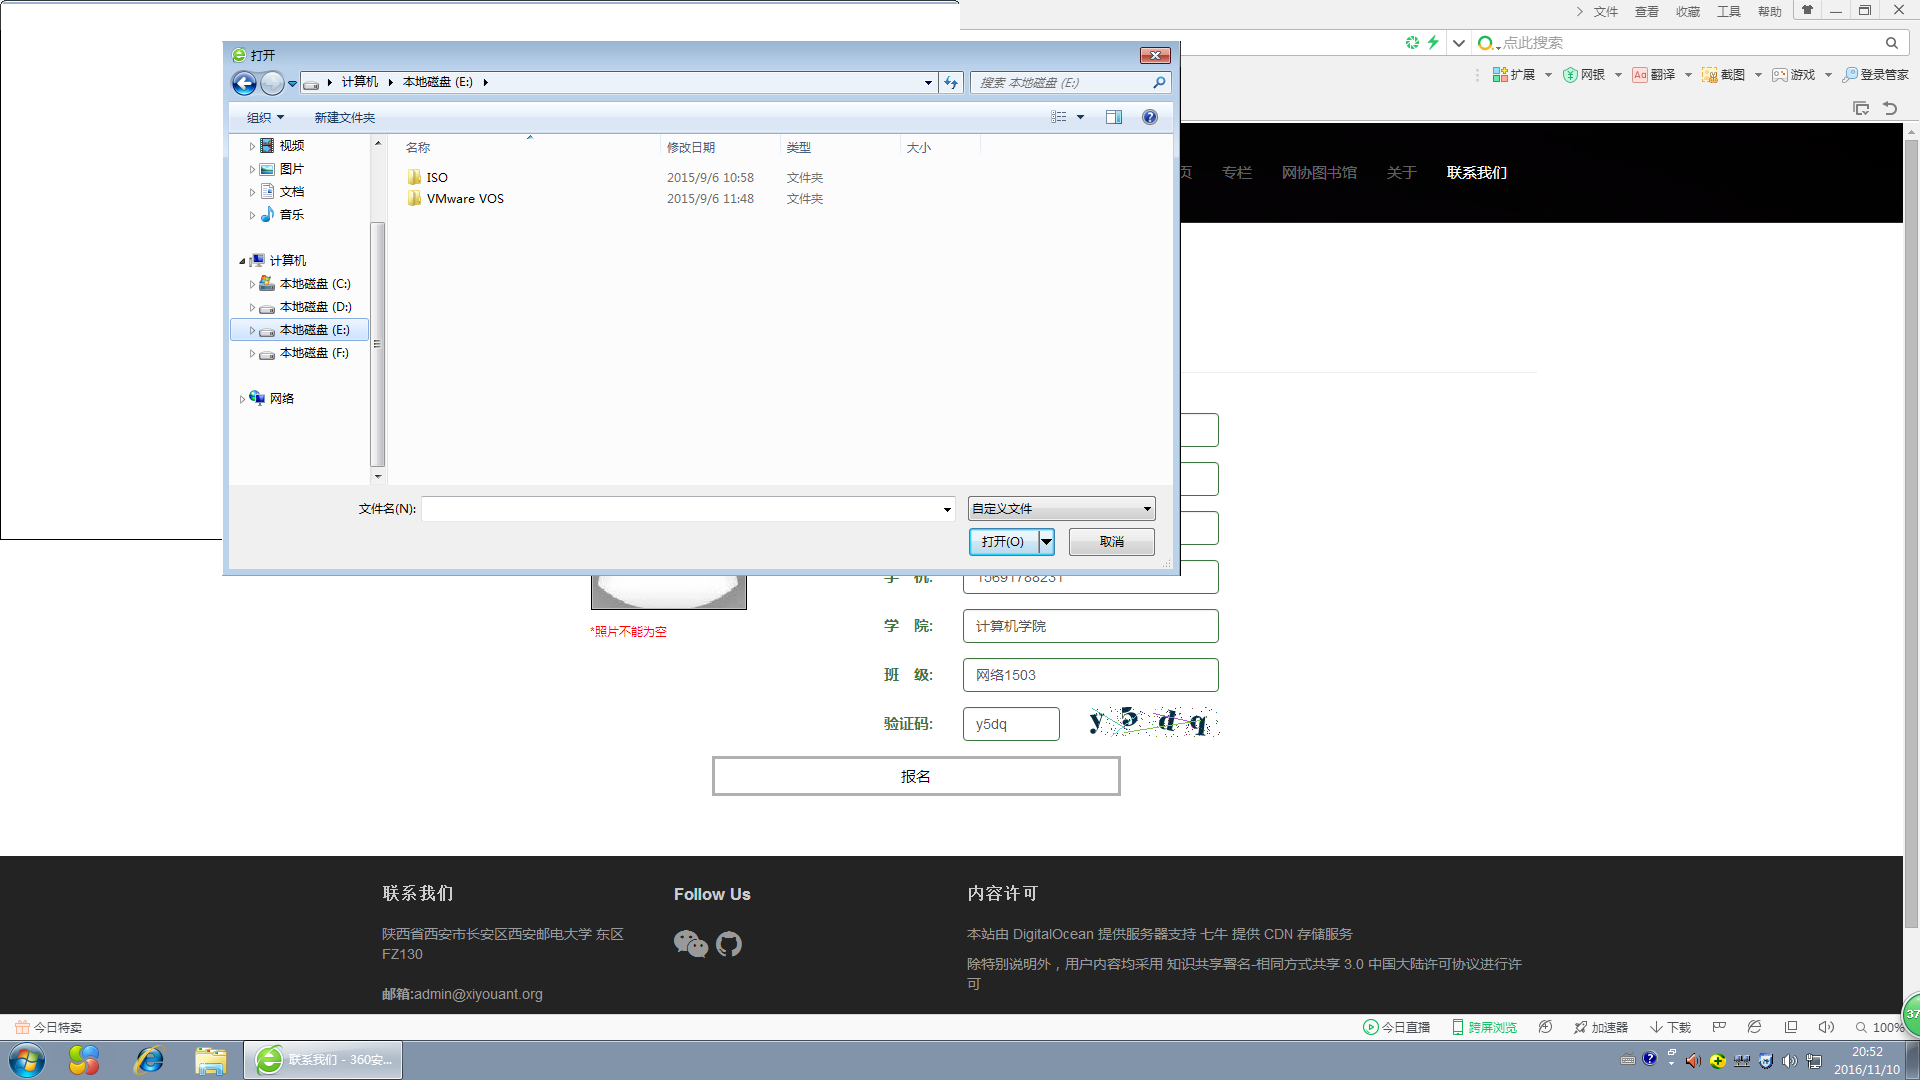 文件 查看 收藏 工具 帮助
打开
点此搜索
计算机 本地磁盘 (E:) 搜索 本地磁盘 (E:)
扩展 网银 Aa 翻译 截图 游戏 登录管家
组织 新建文件夹
名称 修改日期 类型 大小
视频
图片
文档
音乐
计算机
本地磁盘 (C:)
本地磁盘 (D:)
本地磁盘 (E:)
本地磁盘 (F:)
网络
ISO 2015/9/6 10:58 文件夹
VMware VOS 2015/9/6 11:48 文件夹
页 专栏 网协图书馆 关于 联系我们
文件名(N): 自定义文件
打开(O) 取消
机: 15691788231
*照片不能为空
学 院: 计算机学院
班 级: 网络1503
验证码: y5dq y5dq
报名
联系我们
陕西省西安市长安区西安邮电大学 东区
FZ130
邮箱:admin@xiyouant.org
Follow Us
内容许可
本站由 DigitalOcean 提供服务器支持 七牛 提供 CDN 存储服务
除特别说明外，用户内容均采用 知识共享署名-相同方式共享 3.0 中国大陆许可协议进行许
可
37
今日特卖 今日直播 跨屏浏览 加速器 下载 100%
联系我们 - 360安...
20:52
2016/11/10